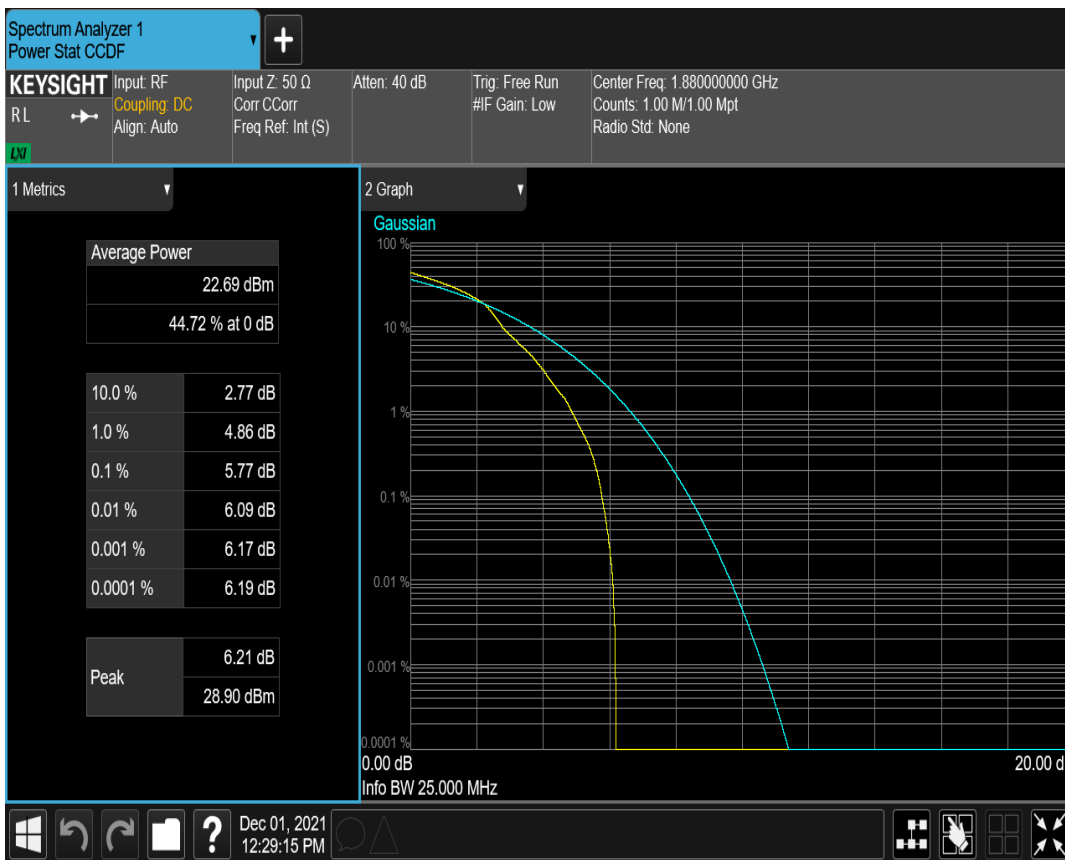 Spectrum Analyzer 1
Power Stat CCDF
KEYSIGHT
RL
LXI
Input: RF
Coupling: DC
Align: Auto
Input Z: 50 Ω
Corr CCorr
Freq Ref: Int (S)
Atten: 40 dB
Trig: Free Run
#IF Gain: Low
Center Freq: 1.880000000 GHz
Counts: 1.00 M/1.00 Mpt
Radio Std: None
1 Metrics
Average Power
22.69 dBm
44.72 % at 0 dB
10.0 % 2.77 dB
1.0 % 4.86 dB
0.1 % 5.77 dB
0.01 % 6.09 dB
0.001 % 6.17 dB
0.0001 % 6.19 dB
Peak
6.21 dB
28.90 dBm
2 Graph
Gaussian
100 %
10 %
1 %
0.1 %
0.01 %
0.001 %
0.0001 %
0.00 dB 20.00 d
Info BW 25.000 MHz
?
Dec 01, 2021
12:29:15 PM